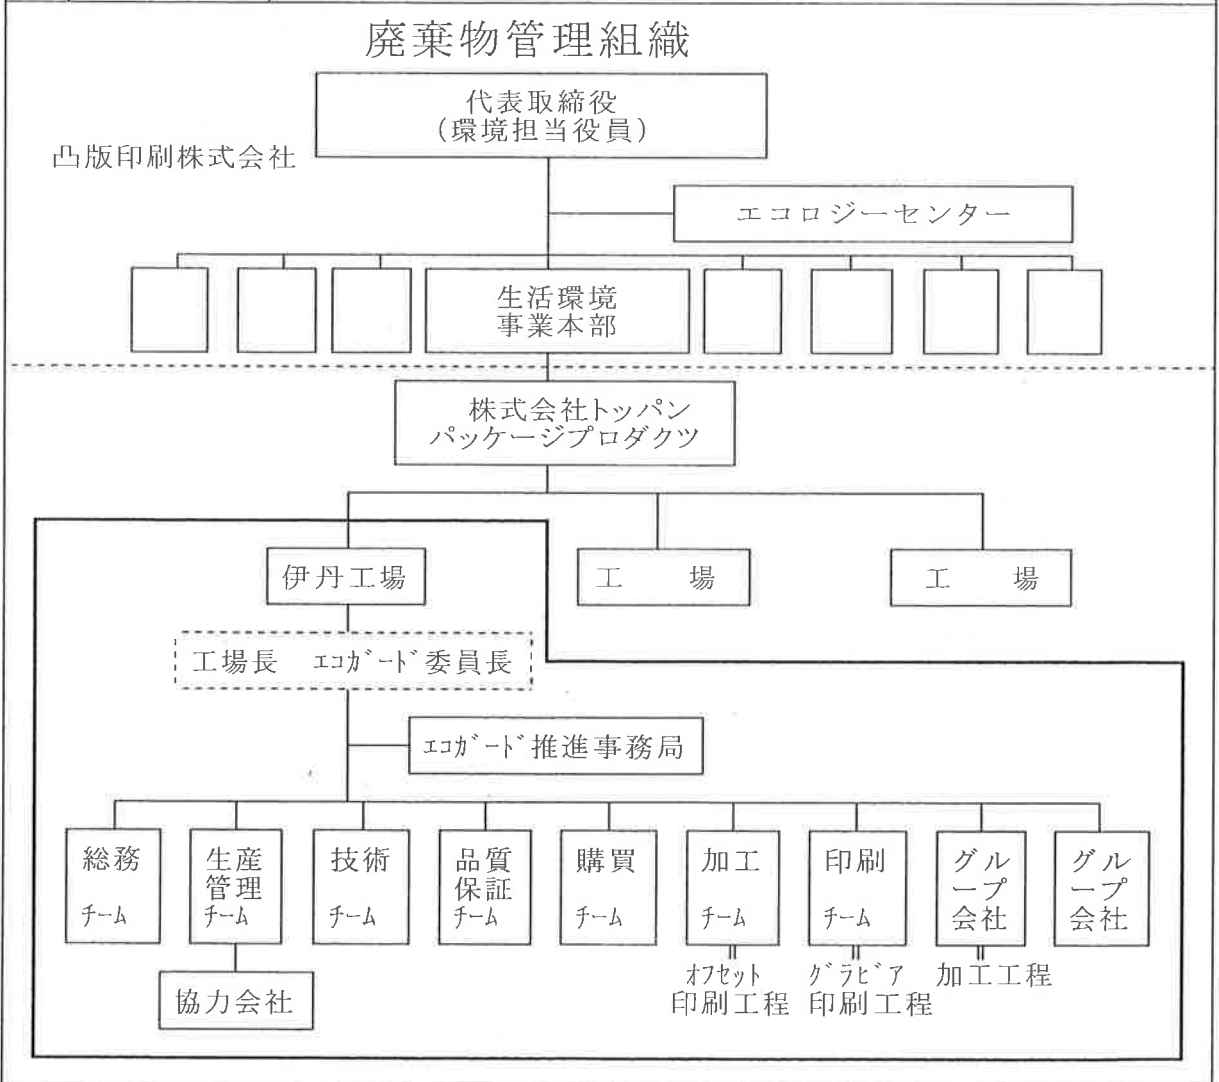 廃棄物管理組織
代表取締役
(環境担当役員)
凸版印刷株式会社
エコロジーセンター
生活環境
事業本部
株式会社トッパン
パッケージプロダクツ
伊丹工場
工　　場
工　　場
工場長　ｴｺｶﾞｰﾄﾞ委員長
ｴｺｶﾞｰﾄﾞ推進事務局
総務
ﾁｰﾑ
生産
管理
ﾁｰﾑ
技術
ﾁｰﾑ
品質
保証
ﾁｰﾑ
購買
ﾁｰﾑ
加工
ﾁｰﾑ
印刷
ﾁｰﾑ
グル
ープ
会社
グル
ープ
会社
協力会社
ｵﾌｾｯﾄ
印刷工程
ｸﾞﾗﾋﾞｱ
印刷工程
加工工程